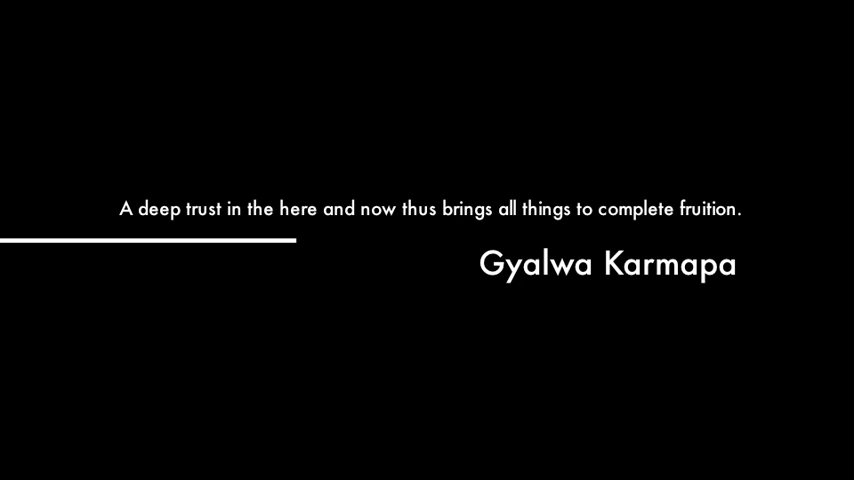 A deep trust in the here and now thus brings all things to complete fruition.
Gyalwa Karmapa